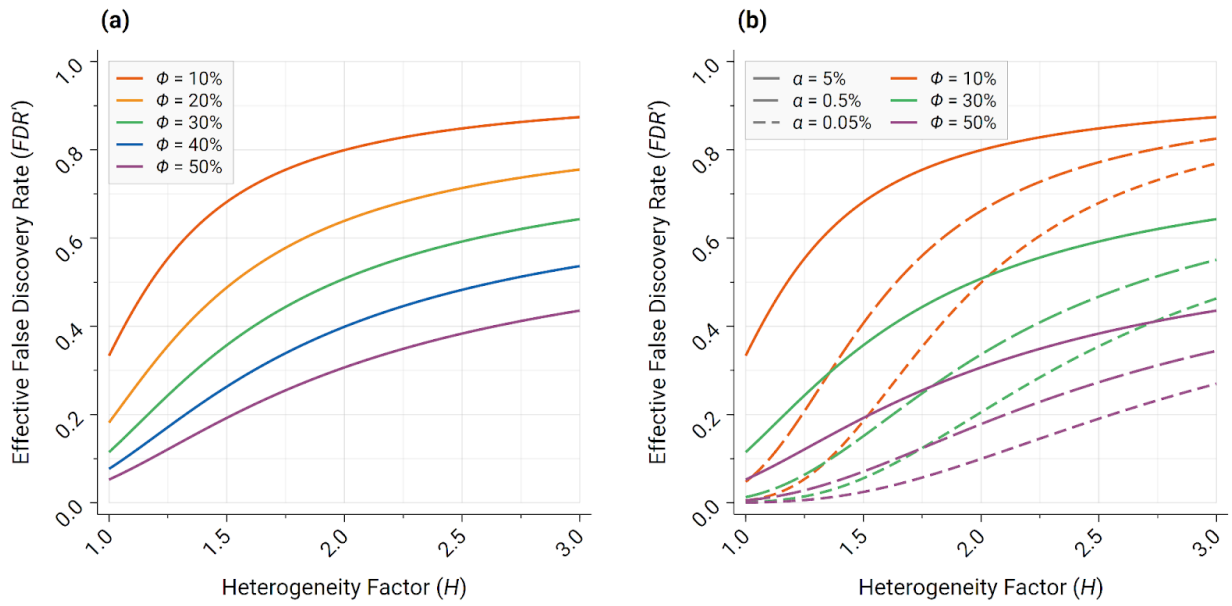 (a)
Effective False Discovery Rate (FDR')
1.0
0.8
0.6
0.4
0.2
0.0
Φ = 10%
Φ = 20%
Φ = 30%
Φ = 40%
Φ = 50%
1.0 1.5 2.0 2.5 3.0
Heterogeneity Factor (H)
(b)
Effective False Discovery Rate (FDR')
1.0
0.8
0.6
0.4
0.2
0.0
α = 5% Φ = 10%
α = 0.5% Φ = 30%
α = 0.05% Φ = 50%
1.0 1.5 2.0 2.5 3.0
Heterogeneity Factor (H)